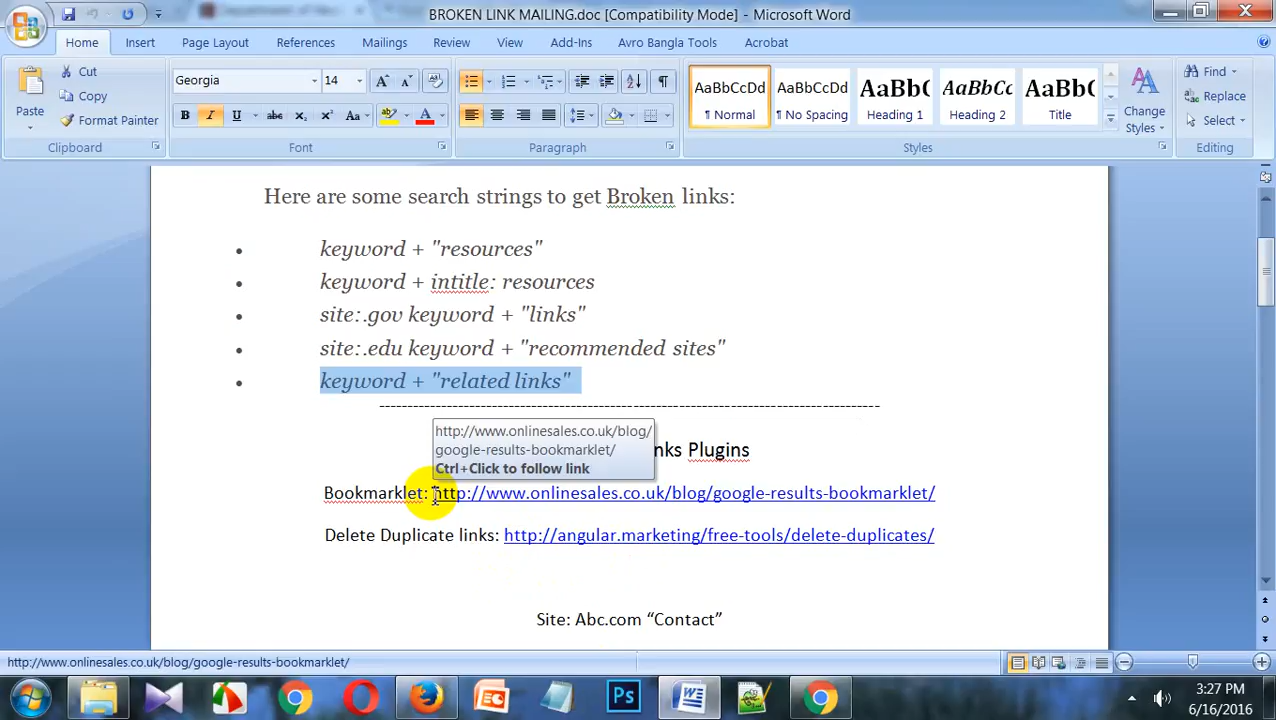 BROKEN LINK MAILING.doc [Compatibility Mode] - Microsoft Word
Home Insert Page Layout References Mailings Review View Add-Ins Avro Bangla Tools Acrobat
Paste
Cut
Copy
Format Painter
Georgia 14
AaBbCcDd AaBbCcDd AaBbC AaBbCc AaBbC
¶ Normal ¶ No Spacing Heading 1 Heading 2 Title
Change Styles
Find
Replace
Select
Clipboard Font Paragraph Styles Editing
Here are some search strings to get Broken links:
• keyword + "resources"
• keyword + intitle: resources
• site:.gov keyword + "links"
• site:.edu keyword + "recommended sites"
• keyword + "related links"
http://www.onlinesales.co.uk/blog/
google-results-bookmarklet/
Ctrl+Click to follow link
nks Plugins
Bookmarklet: http://www.onlinesales.co.uk/blog/google-results-bookmarklet/
Delete Duplicate links: http://angular.marketing/free-tools/delete-duplicates/
Site: Abc.com “Contact”
http://www.onlinesales.co.uk/blog/google-results-bookmarklet/
3:27 PM
6/16/2016